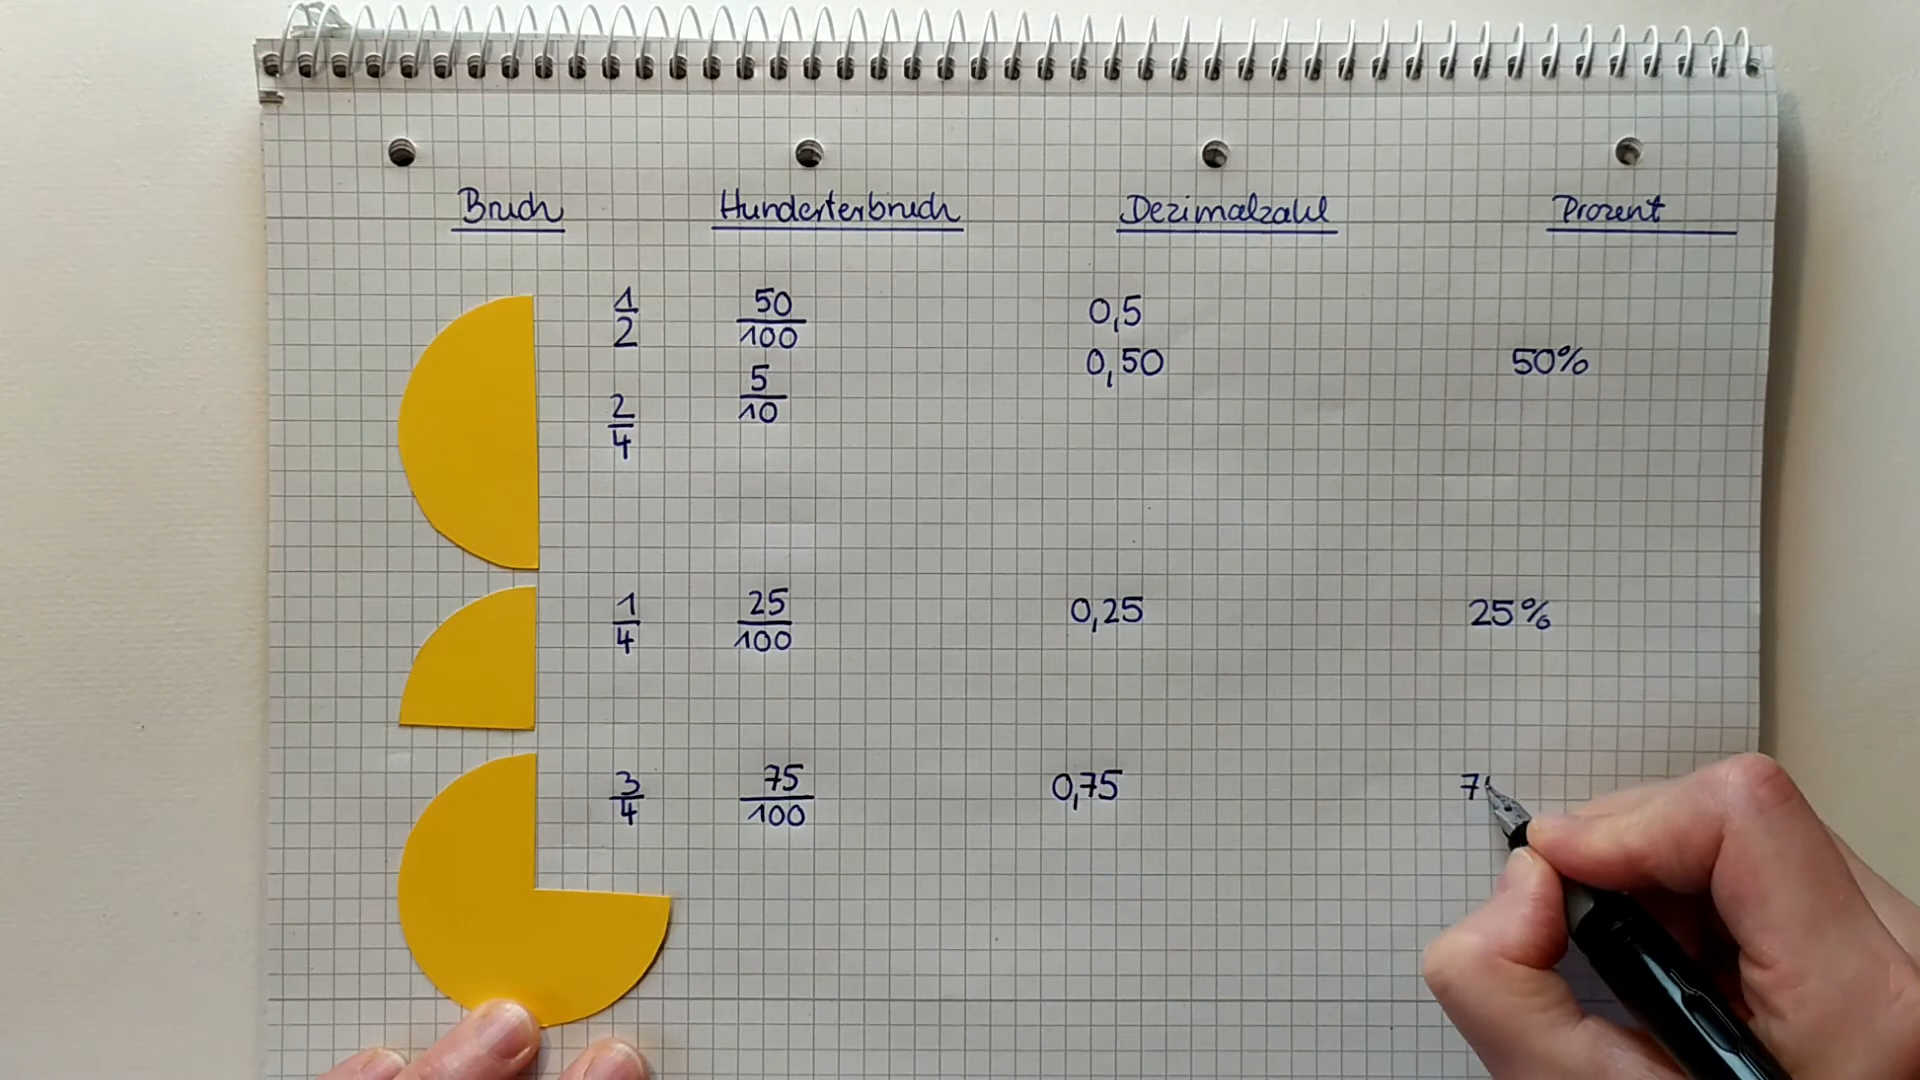 Bruch Hunderterbruch Dezimalzahl Prozent
1/2 50/100 0,5
0,50 50%
2/4 5/10
1/4 25/100 0,25 25%
3/4 75/100 0,75 7